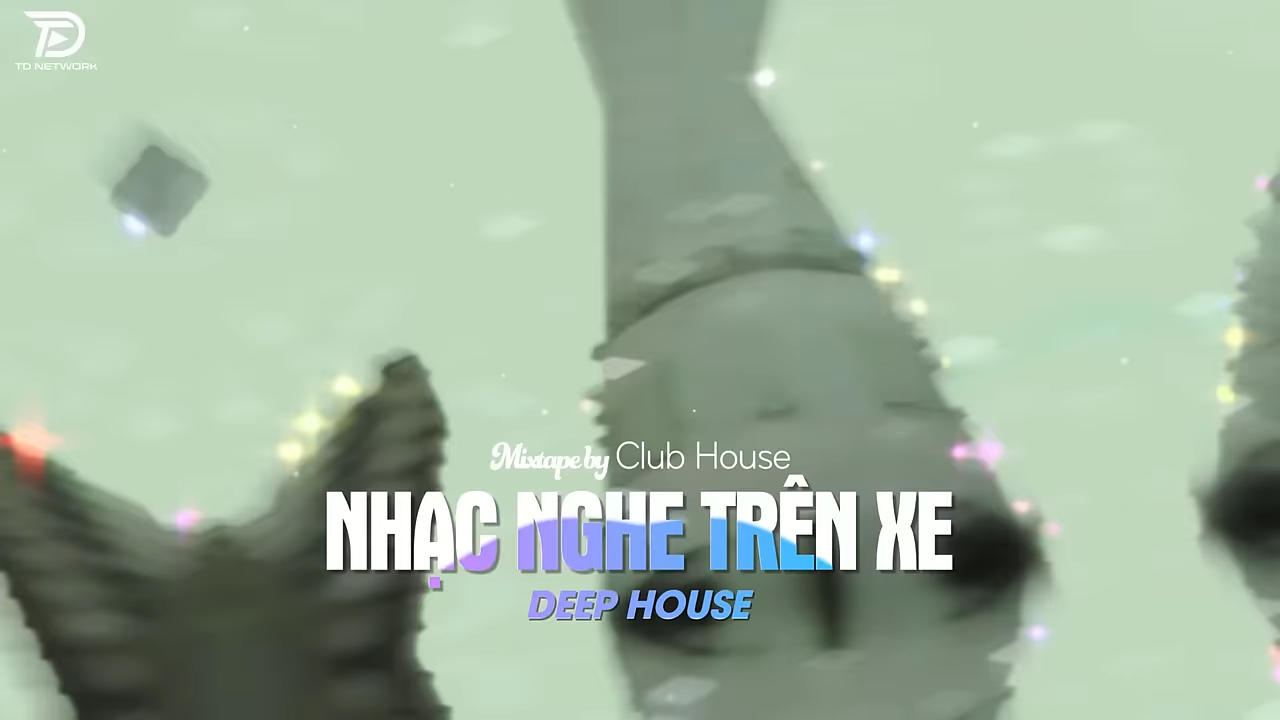 TD NETWORK
Mixtape by Club House
NHẠC NGHE TRÊN XE
DEEP HOUSE